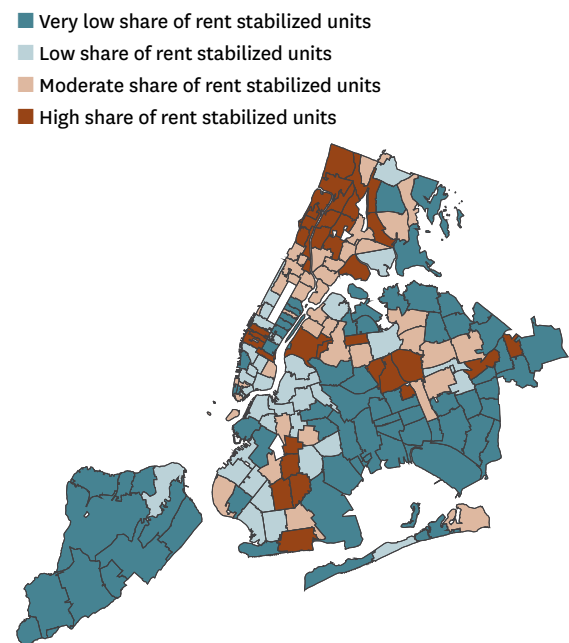 Very low share of rent stabilized units
Low share of rent stabilized units
Moderate share of rent stabilized units
High share of rent stabilized units